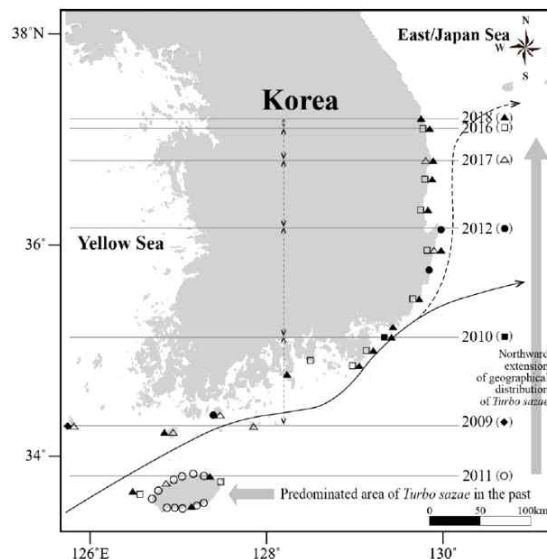 38°N
East/Japan Sea
N
W
S
Korea
2018 (▲)
2016 (□)
2017 (△)
Yellow Sea
36°
2012 (●)
2010 (■)
Northward
extension
of geographical
distribution
of Turbo sazae
2009 (◆)
34°
2011 (○)
Predominated area of Turbo sazae in the past
0 50 100km
126°E
128°
130°